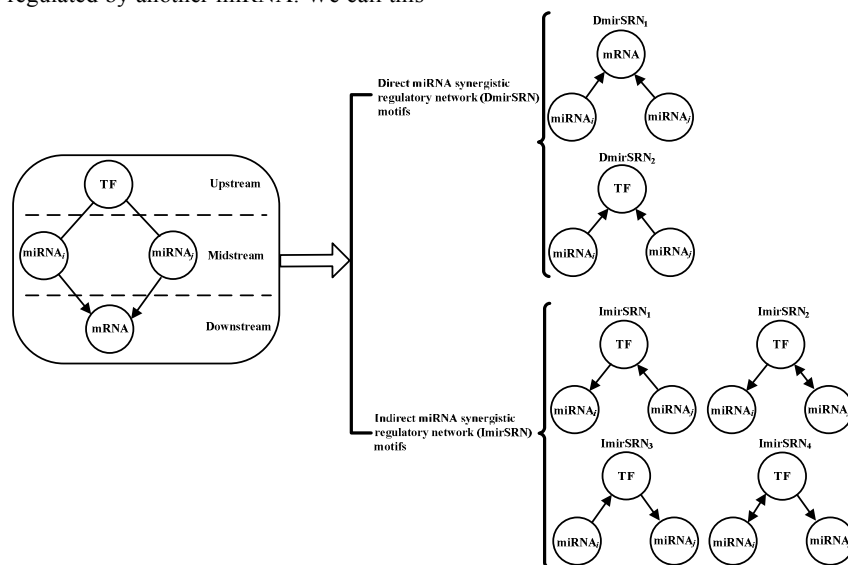 regulated by another miRNA. We call this
DmirSRN₁
mRNA
miRNAᵢ
miRNAⱼ
Direct miRNA synergistic
regulatory network (DmirSRN)
motifs
DmirSRN₂
TF
miRNAᵢ
miRNAⱼ
TF
Upstream
miRNAᵢ
miRNAⱼ
Midstream
mRNA
Downstream
ImirSRN₁
ImirSRN₂
TF
TF
miRNAᵢ
miRNAⱼ
miRNAᵢ
miRNAⱼ
Indirect miRNA synergistic
regulatory network (ImirSRN)
motifs
ImirSRN₃
ImirSRN₄
TF
TF
miRNAᵢ
miRNAⱼ
miRNAᵢ
miRNAⱼ